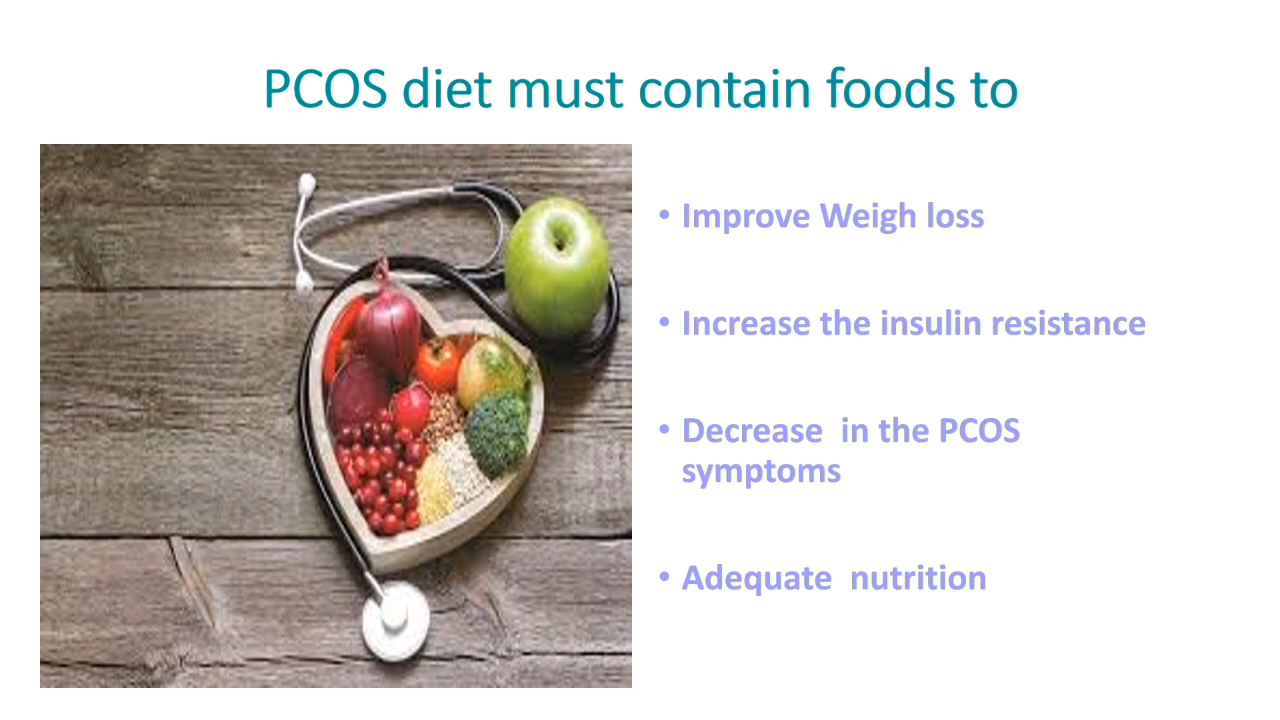 PCOS diet must contain foods to
• Improve Weigh loss
• Increase the insulin resistance
• Decrease  in the PCOS
symptoms
• Adequate  nutrition